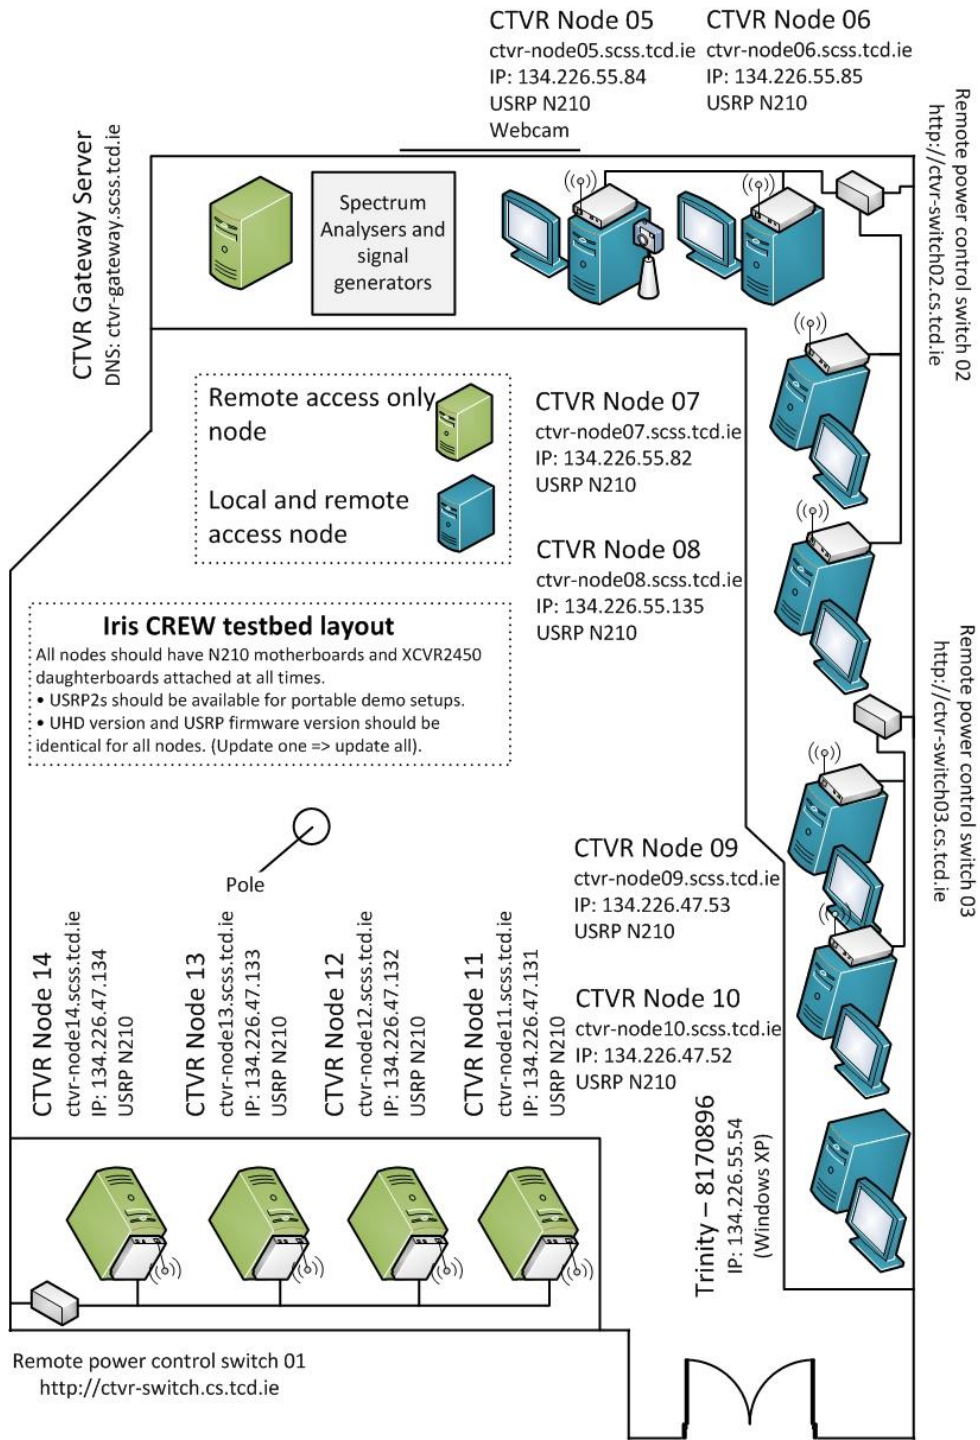 CTVR Node 05
ctvr-node05.scss.tcd.ie
IP: 134.226.55.84
USRP N210
Webcam
CTVR Node 06
ctvr-node06.scss.tcd.ie
IP: 134.226.55.85
USRP N210
Remote power control switch 02
http://ctvr-switch02.cs.tcd.ie
CTVR Gateway Server
DNS: ctvr-gateway.scss.tcd.ie
Spectrum
Analysers and
signal
generators
Remote access only
node
Local and remote
access node
CTVR Node 07
ctvr-node07.scss.tcd.ie
IP: 134.226.55.82
USRP N210
CTVR Node 08
ctvr-node08.scss.tcd.ie
IP: 134.226.55.135
USRP N210
Iris CREW testbed layout
All nodes should have N210 motherboards and XCVR2450
daughterboards attached at all times.
• USRP2s should be available for portable demo setups.
• UHD version and USRP firmware version should be
identical for all nodes. (Update one => update all).
Remote power control switch 03
http://ctvr-switch03.cs.tcd.ie
Pole
CTVR Node 09
ctvr-node09.scss.tcd.ie
IP: 134.226.47.53
USRP N210
CTVR Node 10
ctvr-node10.scss.tcd.ie
IP: 134.226.47.52
USRP N210
CTVR Node 14
ctvr-node14.scss.tcd.ie
IP: 134.226.47.134
USRP N210
CTVR Node 13
ctvr-node13.scss.tcd.ie
IP: 134.226.47.133
USRP N210
CTVR Node 12
ctvr-node12.scss.tcd.ie
IP: 134.226.47.132
USRP N210
CTVR Node 11
ctvr-node11.scss.tcd.ie
IP: 134.226.47.131
USRP N210
Trinity – 8170896
IP: 134.226.55.54
(Windows XP)
Remote power control switch 01
http://ctvr-switch.cs.tcd.ie